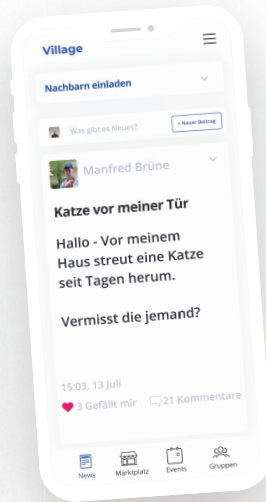 Village
Nachbarn einladen
Was gibt es Neues?
+ Neuer Beitrag
Manfred Brüne
Katze vor meiner Tür
Hallo - Vor meinem
Haus streut eine Katze
seit Tagen herum.
Vermisst die jemand?
15:03, 13 Juli
3 Gefällt mir
21 Kommentare
News
Marktplatz
Events
Gruppen